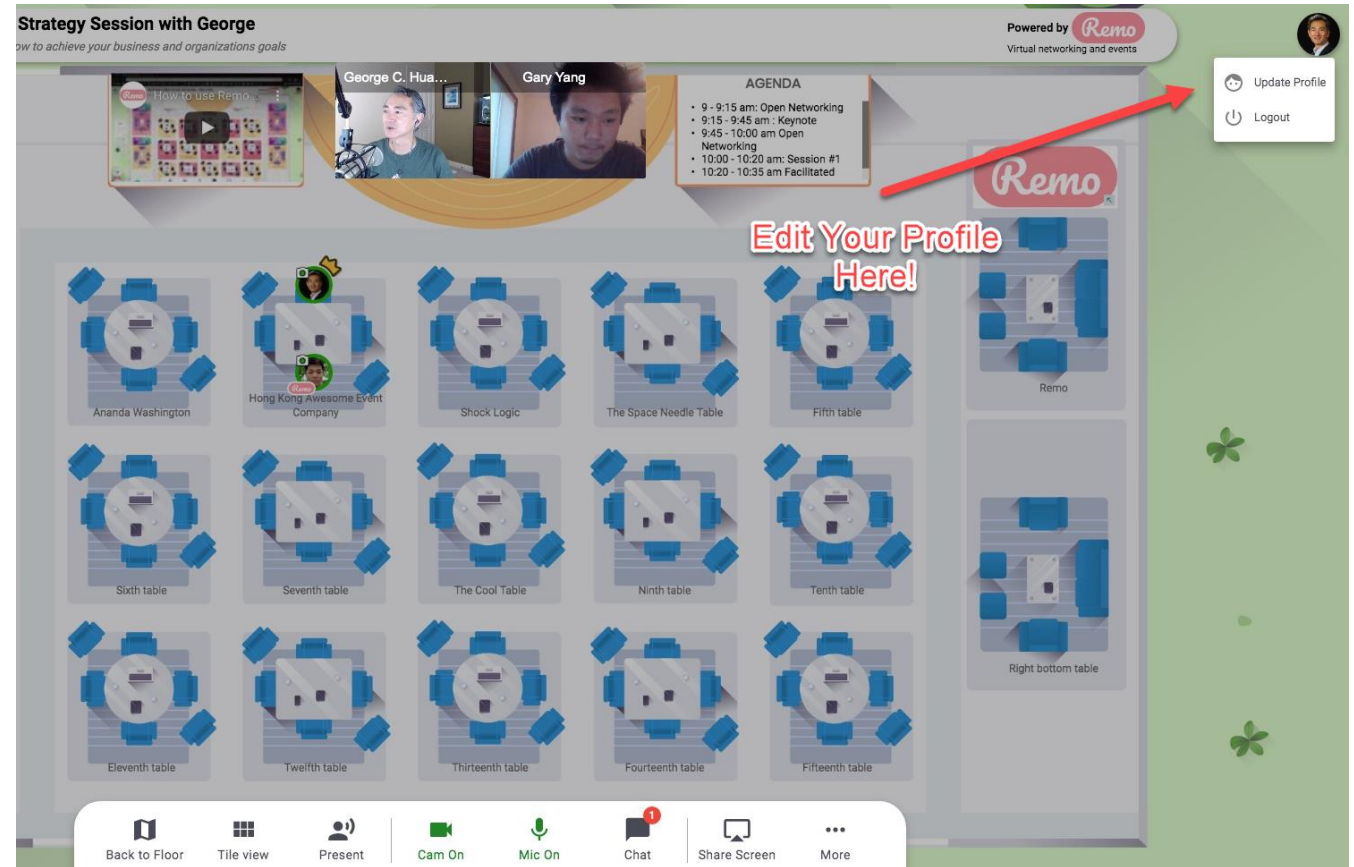 Strategy Session with George
ow to achieve your business and organizations goals
Powered by Remo
Virtual networking and events
Update Profile
Logout
Remo How to use Remo
George C. Hua...
Gary Yang
AGENDA
• 9 - 9:15 am: Open Networking
• 9:15 - 9:45 am : Keynote
• 9:45 - 10:00 am Open
Networking
• 10:00 - 10:20 am: Session #1
• 10:20 - 10:35 am Facilitated
Remo
Edit Your Profile
Here!
Remo
Ananda Washington
Hong Kong Awesome Event
Company
Shock Logic
The Space Needle Table
Fifth table
Remo
Sixth table
Seventh table
The Cool Table
Ninth table
Tenth table
Right bottom table
Eleventh table
Twelfth table
Thirteenth table
Fourteenth table
Fifteenth table
1
Back to Floor
Tile view
Present
Cam On
Mic On
Chat
Share Screen
More